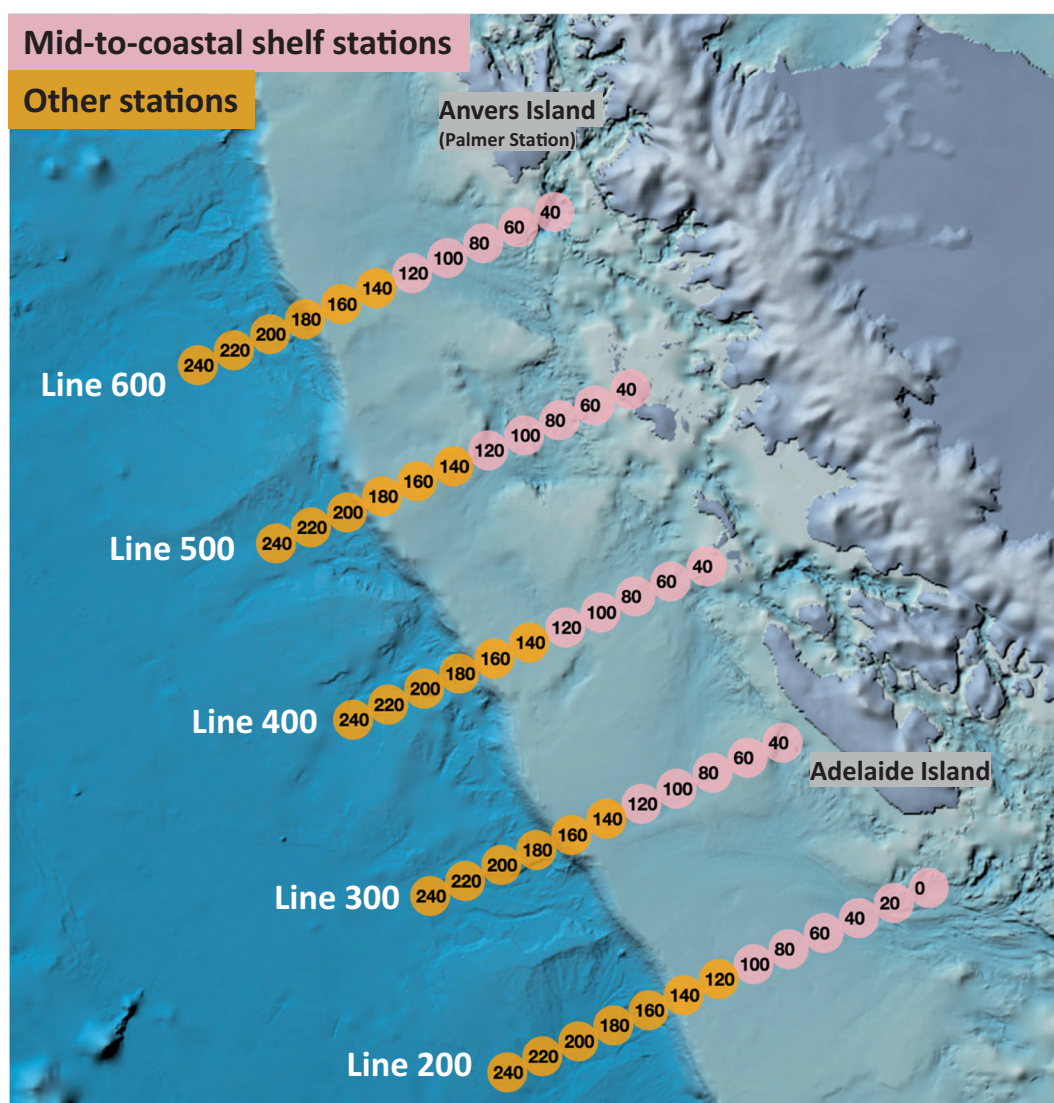 Mid-to-coastal shelf stations
Other stations
Anvers Island
(Palmer Station)
240 220 200 180 160 140 120 100 80 60 40
Line 600
240 220 200 180 160 140 120 100 80 60 40
Line 500
240 220 200 180 160 140 120 100 80 60 40
Line 400
240 220 200 180 160 140 120 100 80 60 40
Adelaide Island
Line 300
240 220 200 180 160 140 120 100 80 60 40 20 0
Line 200